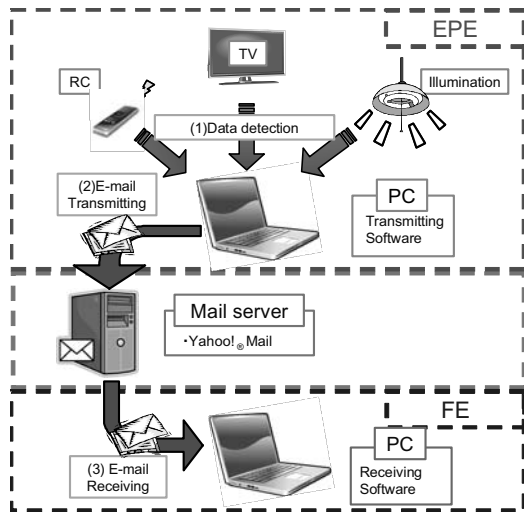 EPE
TV
RC
Illumination
(1)Data detection
(2)E-mail
Transmitting
PC
Transmitting
Software
Mail server
・Yahoo!® Mail
FE
PC
(3) E-mail
Receiving
Receiving
Software